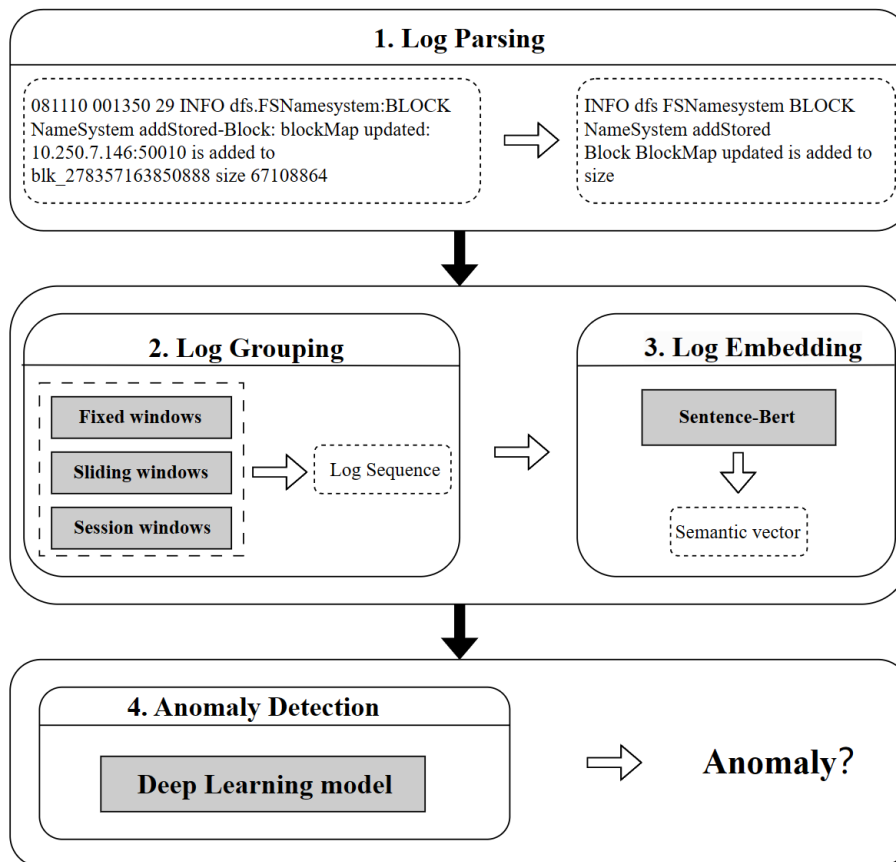 1. Log Parsing
081110 001350 29 INFO dfs.FSNamesystem:BLOCK
NameSystem addStored-Block: blockMap updated:
10.250.7.146:50010 is added to
blk_278357163850888 size 67108864
INFO dfs FSNamesystem BLOCK
NameSystem addStored
Block BlockMap updated is added to
size
2. Log Grouping
Fixed windows
Sliding windows
Session windows
Log Sequence
3. Log Embedding
Sentence-Bert
Semantic vector
4. Anomaly Detection
Deep Learning model
Anomaly?